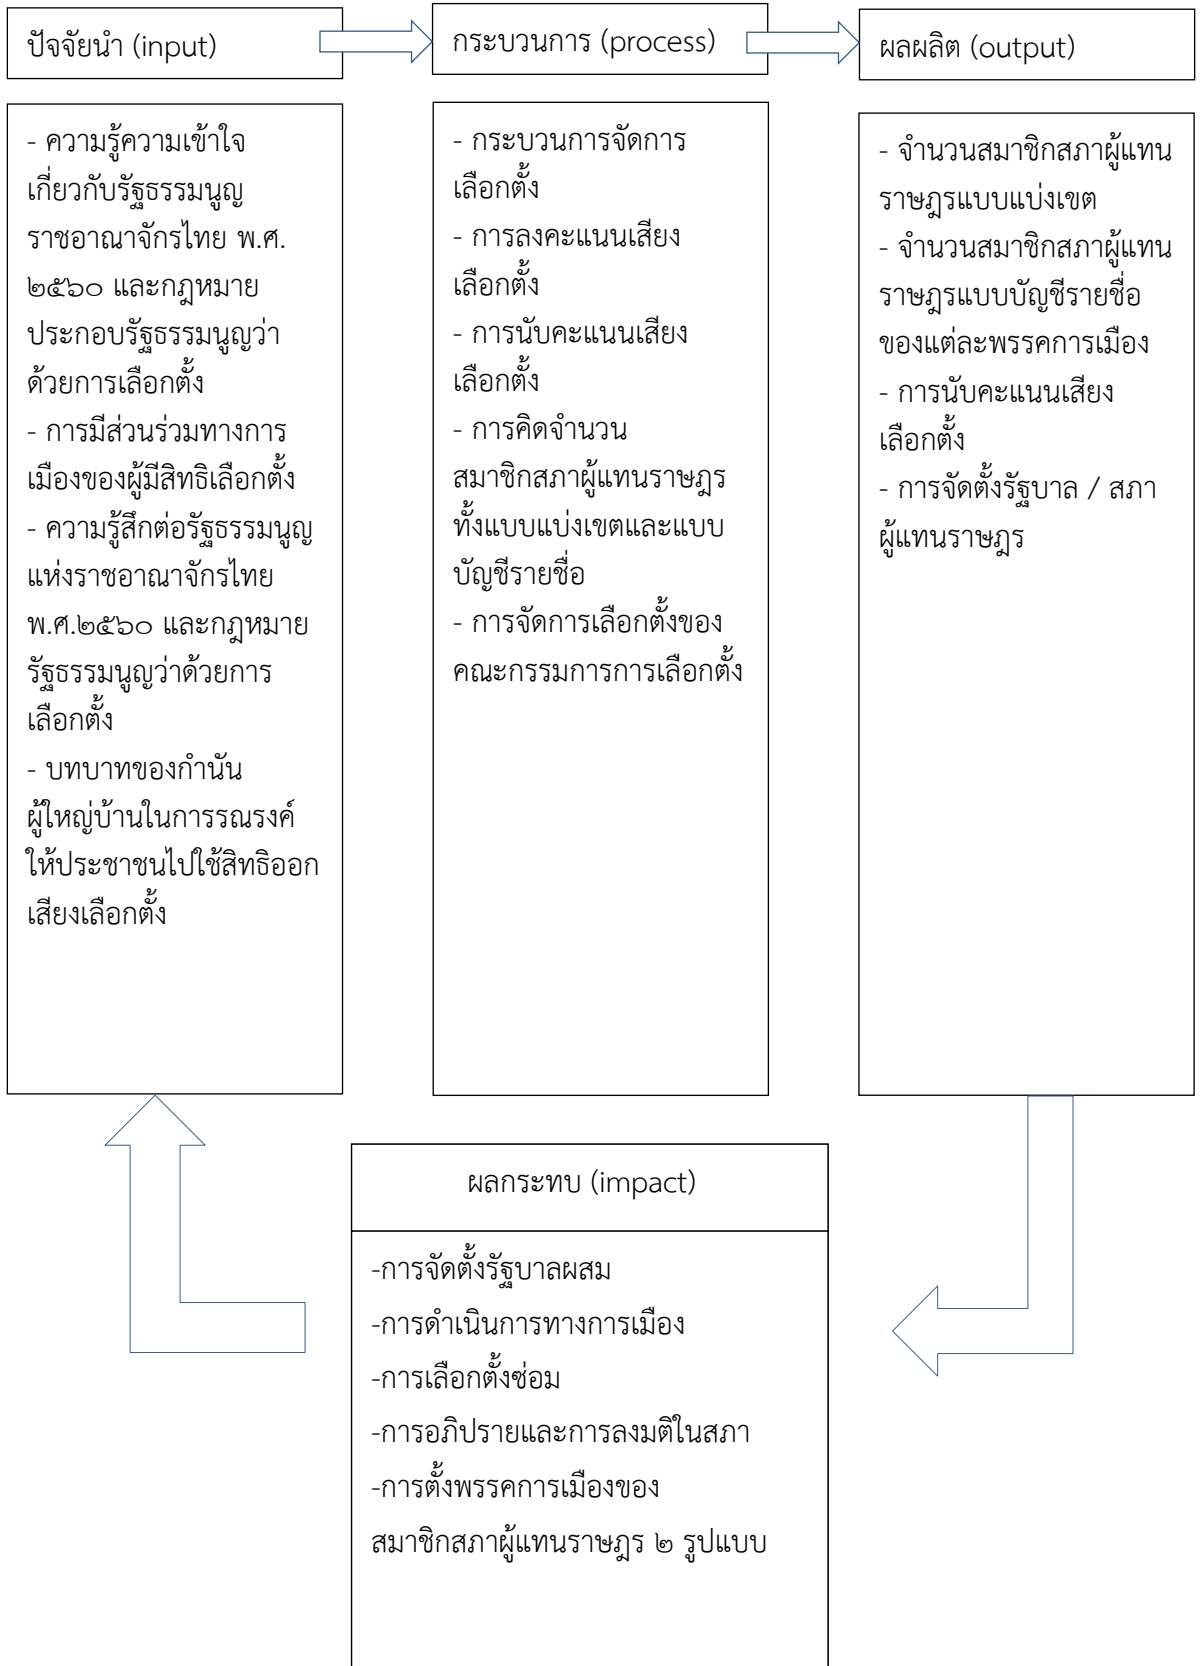 ปัจจัยนำ (input)
กระบวนการ (process)
ผลผลิต (output)
- ความรู้ความเข้าใจ
เกี่ยวกับรัฐธรรมนูญ
ราชอาณาจักรไทย พ.ศ.
๒๕๖๐ และกฎหมาย
ประกอบรัฐธรรมนูญว่า
ด้วยการเลือกตั้ง
- การมีส่วนร่วมทางการ
เมืองของผู้มีสิทธิเลือกตั้ง
- ความรู้สึกต่อรัฐธรรมนูญ
แห่งราชอาณาจักรไทย
พ.ศ.๒๕๖๐ และกฎหมาย
รัฐธรรมนูญว่าด้วยการ
เลือกตั้ง
- บทบาทของกำนัน
ผู้ใหญ่บ้านในการรณรงค์
ให้ประชาชนไปใช้สิทธิออก
เสียงเลือกตั้ง
- กระบวนการจัดการ
เลือกตั้ง
- การลงคะแนนเสียง
เลือกตั้ง
- การนับคะแนนเสียง
เลือกตั้ง
- การคิดจำนวน
สมาชิกสภาผู้แทนราษฎร
ทั้งแบบแบ่งเขตและแบบ
บัญชีรายชื่อ
- การจัดการเลือกตั้งของ
คณะกรรมการการเลือกตั้ง
- จำนวนสมาชิกสภาผู้แทน
ราษฎรแบบแบ่งเขต
- จำนวนสมาชิกสภาผู้แทน
ราษฎรแบบบัญชีรายชื่อ
ของแต่ละพรรคการเมือง
- การนับคะแนนเสียง
เลือกตั้ง
- การจัดตั้งรัฐบาล / สภา
ผู้แทนราษฎร
ผลกระทบ (impact)
-การจัดตั้งรัฐบาลผสม
-การดำเนินการทางการเมือง
-การเลือกตั้งซ่อม
-การอภิปรายและการลงมติในสภา
-การตั้งพรรคการเมืองของ
สมาชิกสภาผู้แทนราษฎร ๒ รูปแบบ